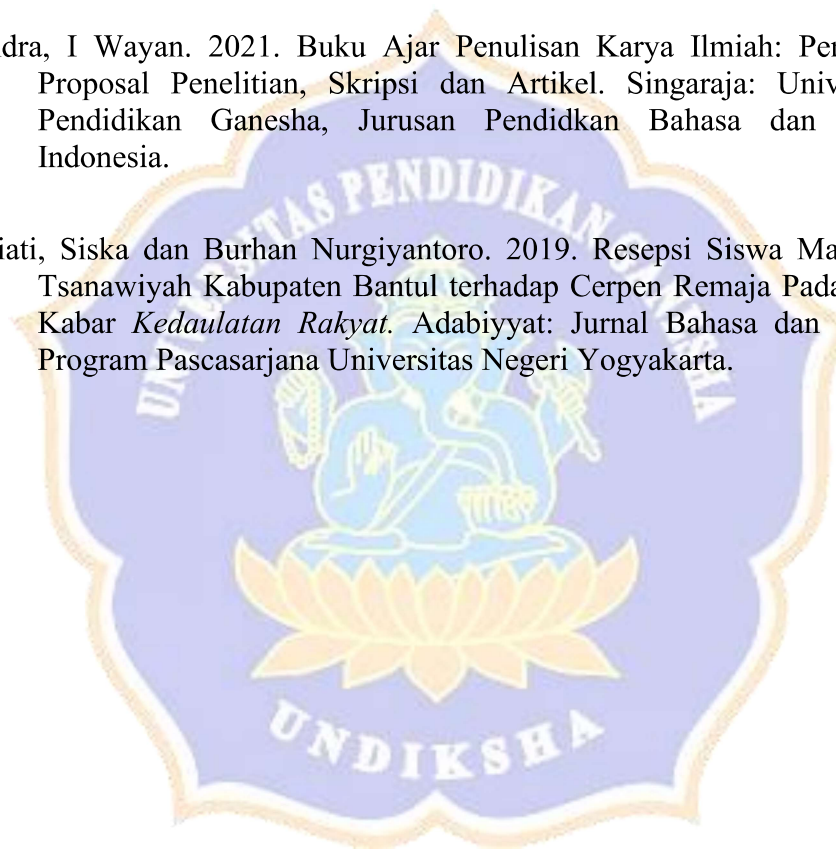 dra, I Wayan. 2021. Buku Ajar Penulisan Karya Ilmiah: Per
Proposal Penelitian, Skripsi dan Artikel. Singaraja: Univ
Pendidikan Ganesha, Jurusan Pendidkan Bahasa dan
Indonesia.
iati, Siska dan Burhan Nurgiyantoro. 2019. Resepsi Siswa Ma
Tsanawiyah Kabupaten Bantul terhadap Cerpen Remaja Pada
Kabar Kedaulatan Rakyat. Adabiyyat: Jurnal Bahasa dan
Program Pascasarjana Universitas Negeri Yogyakarta.
UNIVERSITAS PENDIDIKAN GANESHA
UNDIKSHA